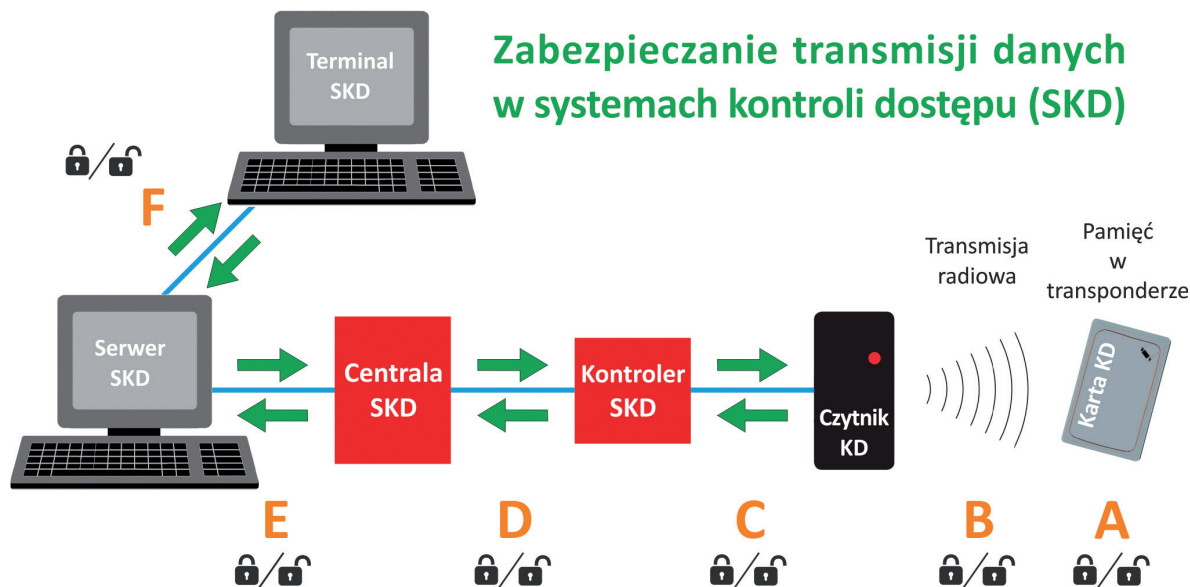 Zabezpieczanie transmisji danych
w systemach kontroli dostępu (SKD)
Terminal
SKD
F
Transmisja
radiowa
Pamięć
w
transponderze
Serwer
SKD
Centrala
SKD
Kontroler
SKD
Czytnik
KD
Karta KD
E
D
C
B
A